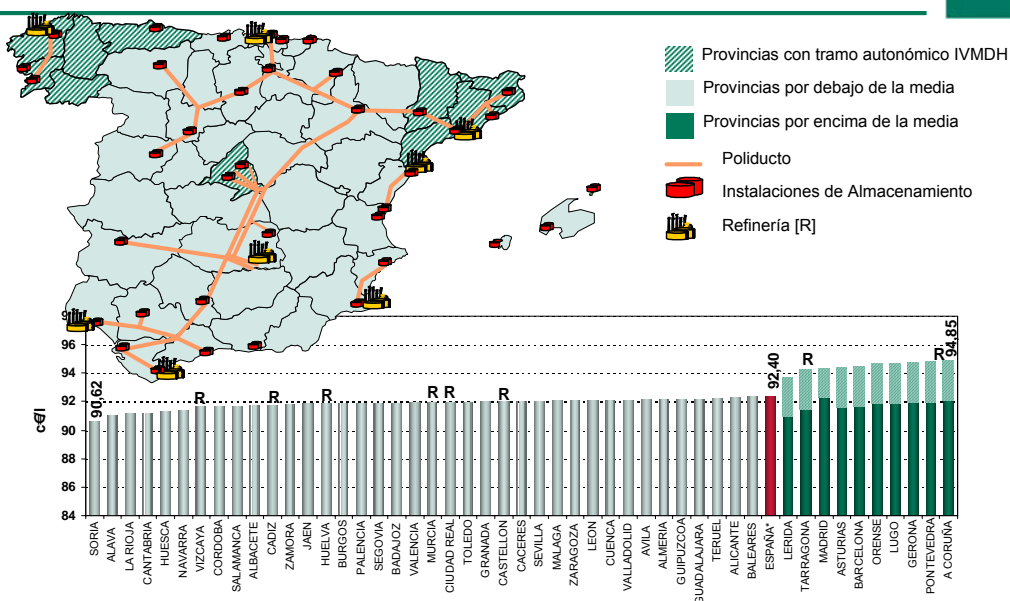 Provincias con tramo autonómico IVMDH
Provincias por debajo de la media
Provincias por encima de la media
Poliducto
Instalaciones de Almacenamiento
Refinería [R]
98
96
94
92
90
88
86
84
c€/l
90,62
R
R
R
R
R
R
92,40
R
R
94,85
SORIA
ALAVA
LA RIOJA
CANTABRIA
HUESCA
NAVARRA
VIZCAYA
CORDOBA
SALAMANCA
ALBACETE
CADIZ
ZAMORA
JAEN
HUELVA
BURGOS
PALENCIA
SEGOVIA
BADAJOZ
VALENCIA
MURCIA
CIUDAD REAL
TOLEDO
GRANADA
CASTELLON
CACERES
SEVILLA
MALAGA
ZARAGOZA
LEON
CUENCA
VALLADOLID
AVILA
ALMERIA
GUIPUZCOA
GUADALAJARA
TERUEL
ALICANTE
BALEARES
ESPAÑA*
LERIDA
TARRAGONA
MADRID
ASTURIAS
BARCELONA
ORENSE
LUGO
GERONA
PONTEVEDRA
A CORUÑA